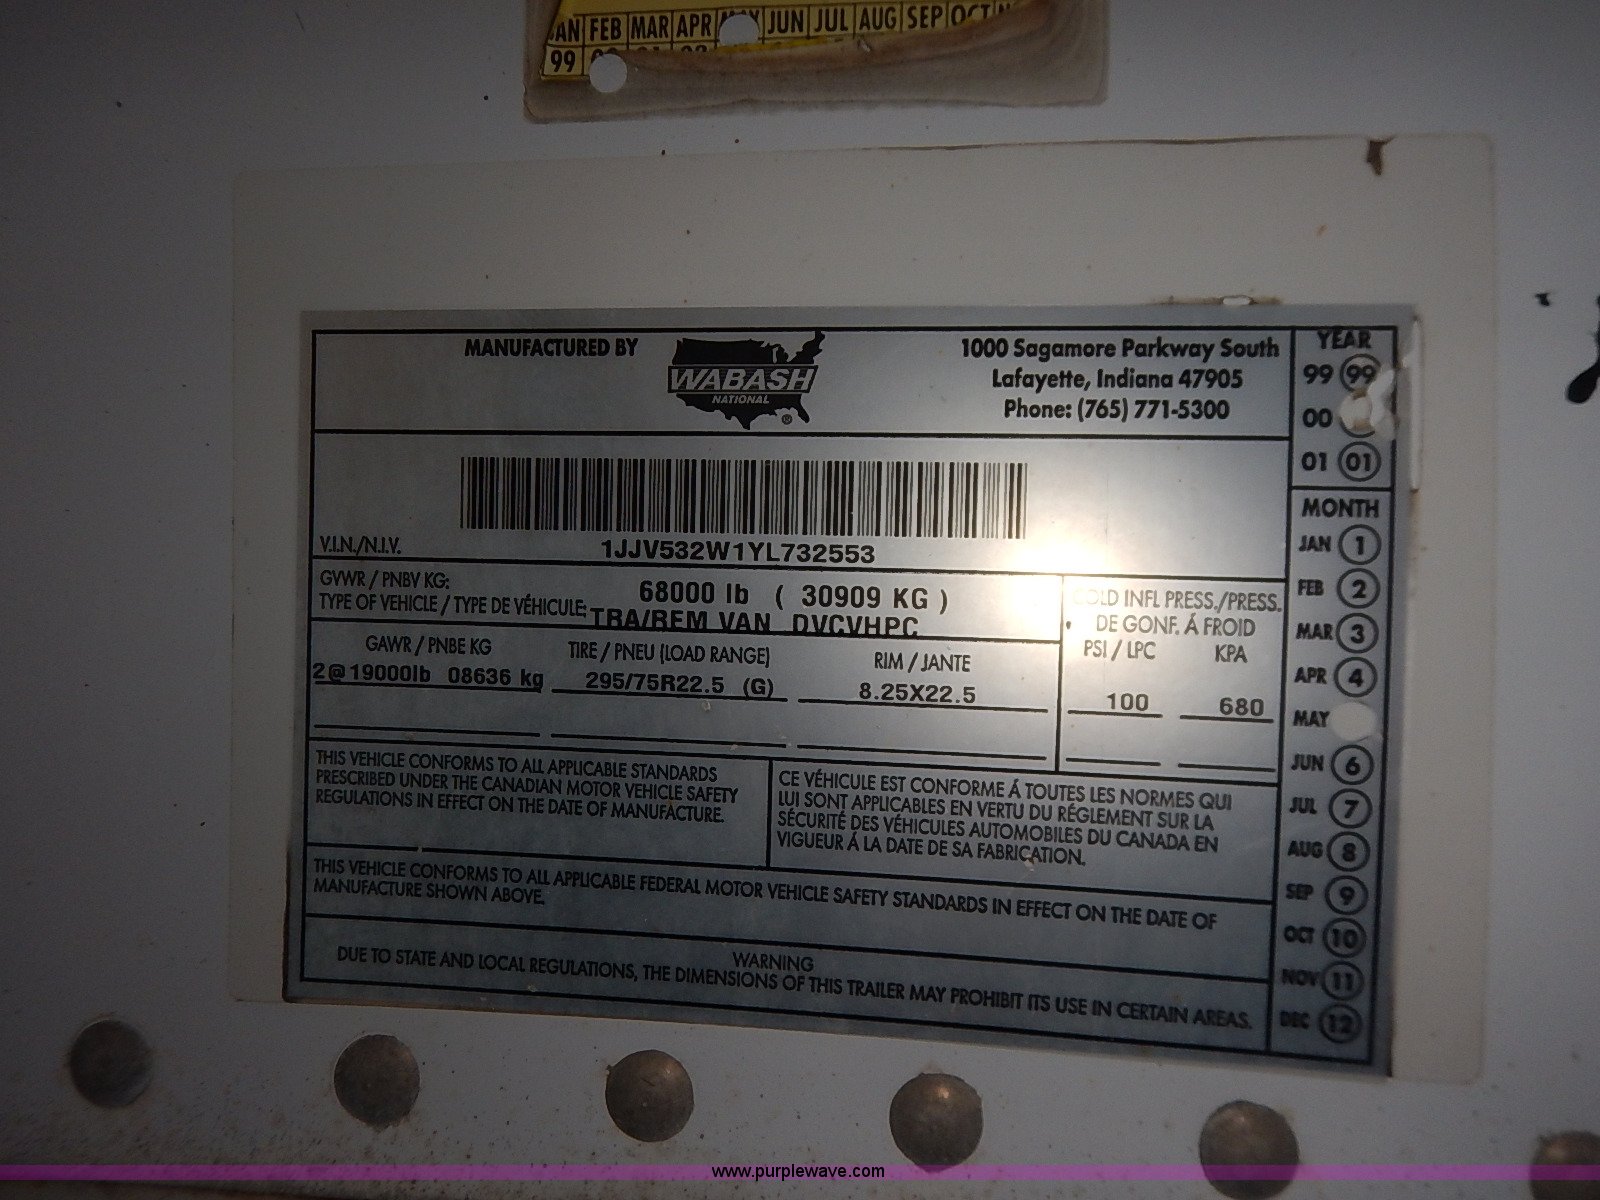 JAN FEB MAR APR MAY JUN JUL AUG SEP OCT
99
MANUFACTURED BY
WABASH
NATIONAL
®
1000 Sagamore Parkway South
Lafayette, Indiana 47905
Phone: (765) 771-5300
YEAR
99 99
00
01 01
V.I.N./N.I.V.
1JJV532W1YL732553
GVWR / PNBV KG:
68000 lb ( 30909 KG )
TYPE OF VEHICLE / TYPE DE VÉHICULE:
TRA/REM VAN DVCVHPC
COLD INFL PRESS./PRESS.
DE GONF. Á FROID
PSI / LPC KPA
100 680
GAWR / PNBE KG
2@19000lb 08636 kg
TIRE / PNEU (LOAD RANGE)
295/75R22.5 (G)
RIM / JANTE
8.25X22.5
THIS VEHICLE CONFORMS TO ALL APPLICABLE STANDARDS
PRESCRIBED UNDER THE CANADIAN MOTOR VEHICLE SAFETY
REGULATIONS IN EFFECT ON THE DATE OF MANUFACTURE.
CE VÉHICULE EST CONFORME Á TOUTES LES NORMES QUI
LUI SONT APPLICABLES EN VERTU DU RÉGLEMENT SUR LA
SÉCURITÉ DES VÉHICULES AUTOMOBILES DU CANADA EN
VIGUEUR Á LA DATE DE SA FABRICATION.
THIS VEHICLE CONFORMS TO ALL APPLICABLE FEDERAL MOTOR VEHICLE SAFETY STANDARDS IN EFFECT ON THE DATE OF
MANUFACTURE SHOWN ABOVE.
WARNING
DUE TO STATE AND LOCAL REGULATIONS, THE DIMENSIONS OF THIS TRAILER MAY PROHIBIT ITS USE IN CERTAIN AREAS.
MONTH
JAN 1
FEB 2
MAR 3
APR 4
MAY
JUN 6
JUL 7
AUG 8
SEP 9
OCT 10
NOV 11
DEC 12
www.purplewave.com